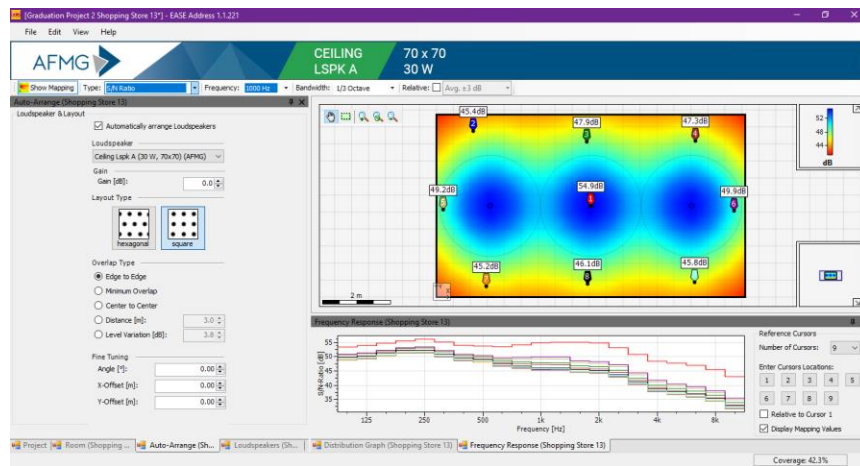 [Graduation Project 2 Shopping Store 13*] - EASE Address 1.1.221
File Edit View Help
AFMG
CEILING
LSPK A
70 x 70
30 W
Show Mapping Type: S/N Ratio Frequency: 1000 Hz Bandwidth: 1/3 Octave Relative: Avg. ±3 dB
Auto-Arrange (Shopping Store 13)
Loudspeaker & Layout
Automatically arrange Loudspeakers
Loudspeaker
Ceiling Lspk A (30 W, 70x70) (AFMG)
Gain
Gain [dB]: 0.0
Layout Type
hexagonal square
Overlap Type
Edge to Edge
Minimum Overlap
Center to Center
Distance [m]: 3.0
Level Variation [dB]: 3.8
Fine Tuning
Angle [°]: 0.00
X-Offset [m]: 0.00
Y-Offset [m]: 0.00
45.4dB 47.9dB 47.3dB
2 3 4
49.2dB 54.9dB 49.9dB
5 1 6
45.2dB 46.1dB 45.8dB
7 8
2 m
52
48
44
dB
Frequency Response (Shopping Store 13)
S/N-Ratio [dB]
55
50
45
40
35
125 250 500 1k 2k 4k 8k
Frequency [Hz]
Reference Cursors
Number of Cursors: 9
Enter Cursors Locations:
1 2 3 4 5
6 7 8 9
Relative to Cursor 1
Display Mapping Values
Project Room (Shopping ... Auto-Arrange (Sh... Loudspeakers (Sh... Distribution Graph (Shopping Store 13) Frequency Response (Shopping Store 13)
Coverage: 42.3%